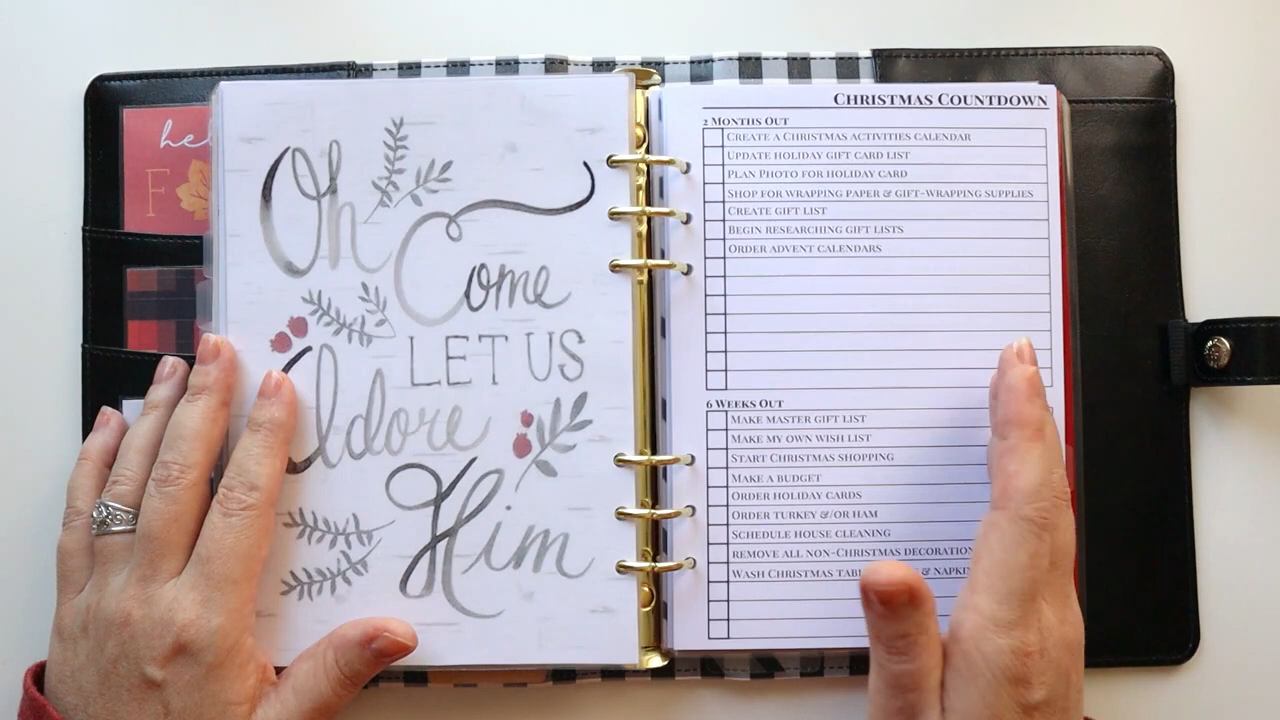 hel
F
Oh
Come
LET US
Adore
Him
CHRISTMAS COUNTDOWN
2 MONTHS OUT
CREATE A CHRISTMAS ACTIVITIES CALENDAR
UPDATE HOLIDAY GIFT CARD LIST
PLAN PHOTO FOR HOLIDAY CARD
SHOP FOR WRAPPING PAPER & GIFT-WRAPPING SUPPLIES
CREATE GIFT LIST
BEGIN RESEARCHING GIFT LISTS
ORDER ADVENT CALENDARS
6 WEEKS OUT
MAKE MASTER GIFT LIST
MAKE MY OWN WISH LIST
START CHRISTMAS SHOPPING
MAKE A BUDGET
ORDER HOLIDAY CARDS
ORDER TURKEY &/OR HAM
SCHEDULE HOUSE CLEANING
REMOVE ALL NON-CHRISTMAS DECORATION
WASH CHRISTMAS TABL & NAPKIN